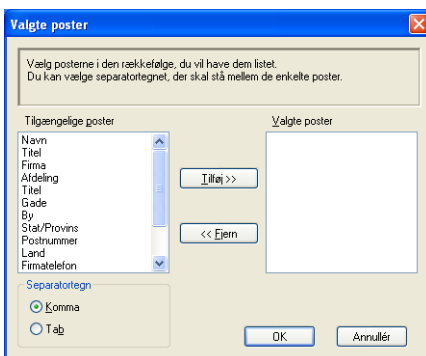 Valgte poster
Vælg posterne i den rækkefølge, du vil have dem listet.
Du kan vælge separatortegnet, der skal stå mellem de enkelte poster.
Tilgængelige poster
Valgte poster
Navn
Titel
Firma
Afdeling
Titel
Gade
By
Stat/Provins
Postnummer
Land
Firmatelefon
Tilføj >>
<< Fjern
Separatortegn
Komma
Tab
OK
Annullér